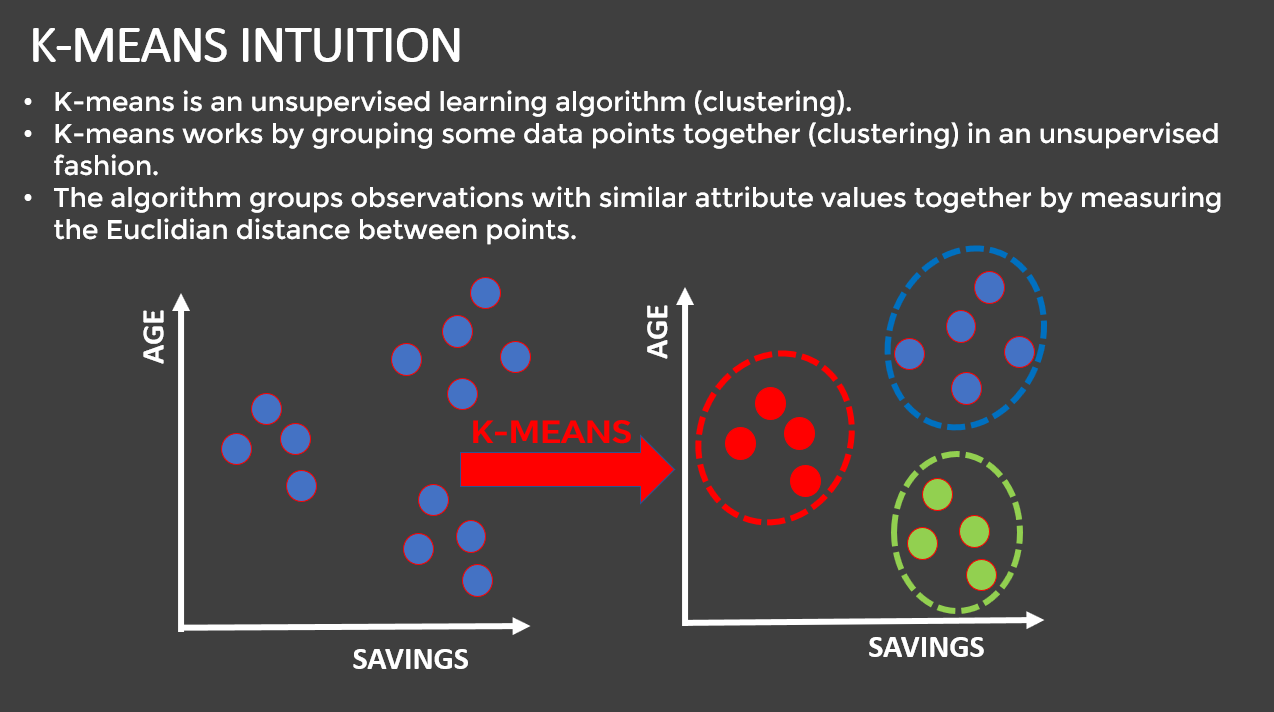 K-MEANS INTUITION
• K-means is an unsupervised learning algorithm (clustering).
• K-means works by grouping some data points together (clustering) in an unsupervised
fashion.
• The algorithm groups observations with similar attribute values together by measuring
the Euclidian distance between points.
AGE
K-MEANS
SAVINGS
AGE
SAVINGS